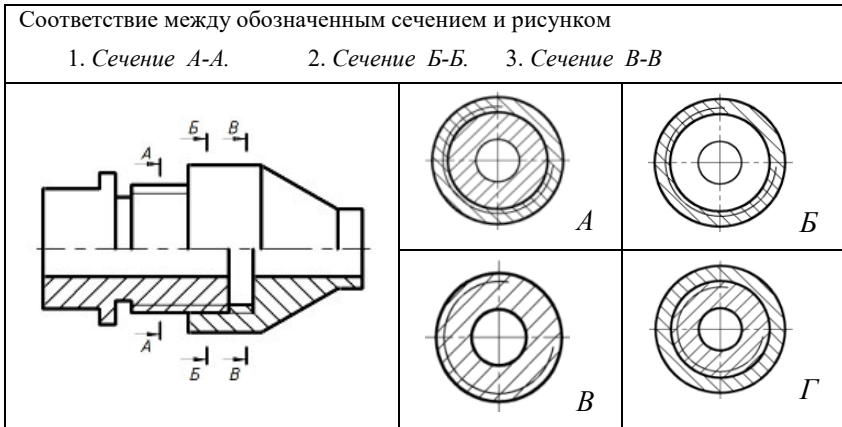 Соответствие между обозначенным сечением и рисунком
1. Сечение А-А. 2. Сечение Б-Б. 3. Сечение В-В
Б В
А
А
Б В
А
Б
В
Г